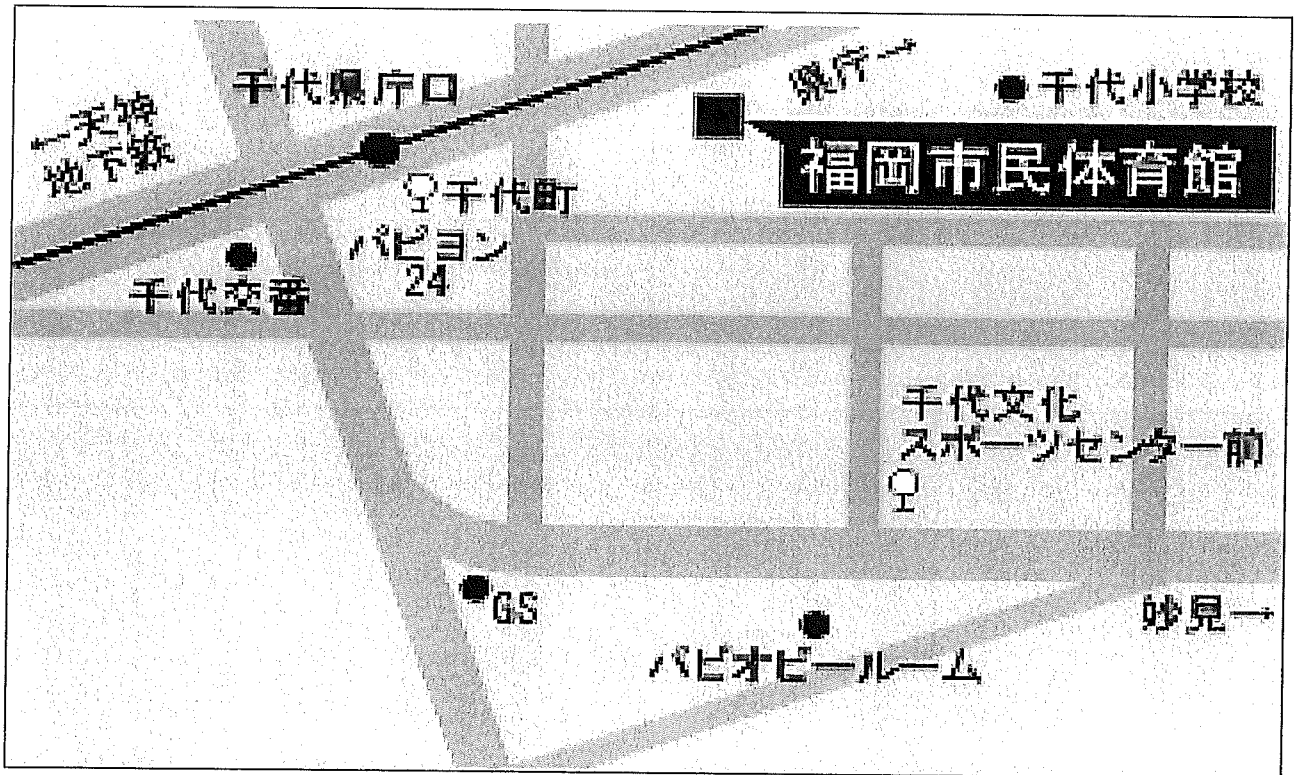 千代県庁口
県庁→
千代小学校
←天神
地下鉄
福岡市民体育館
千代町
パピヨン
24
千代交番
千代文化
スポーツセンター前
GS
妙見→
パピオビールーム